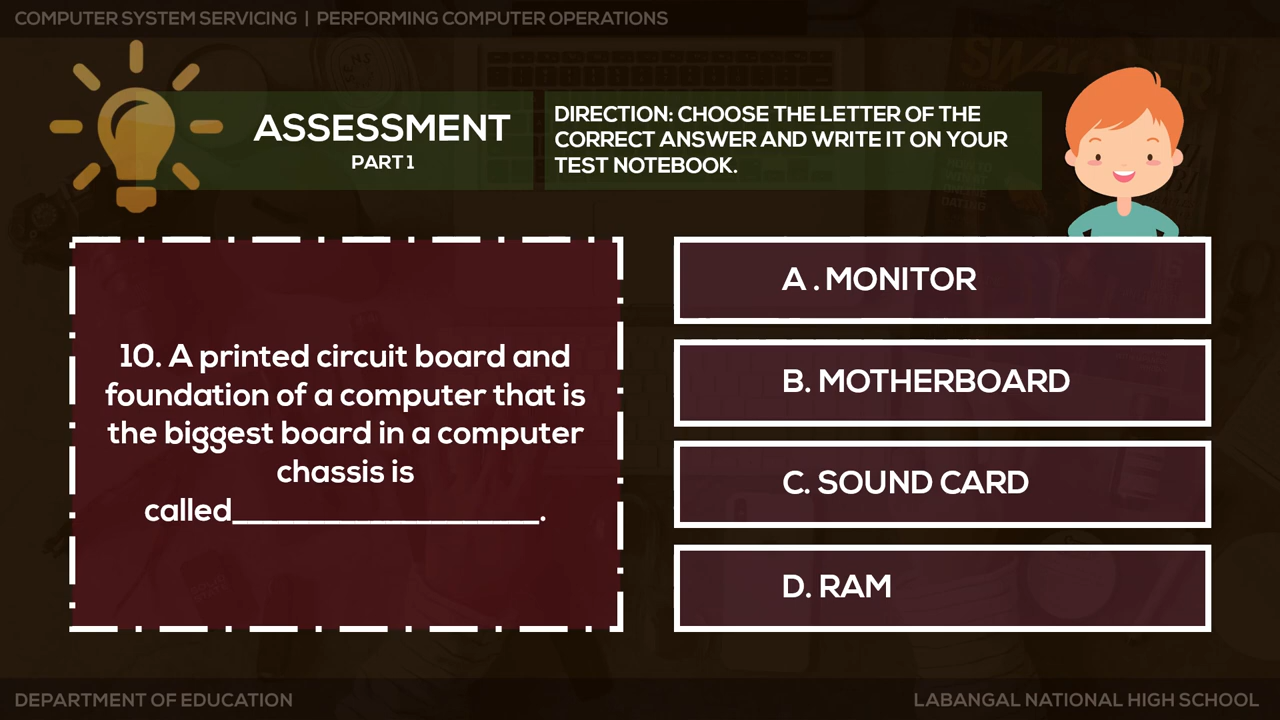 COMPUTER SYSTEM SERVICING | PERFORMING COMPUTER OPERATIONS
ASSESSMENT
PART 1
DIRECTION: CHOOSE THE LETTER OF THE
CORRECT ANSWER AND WRITE IT ON YOUR
TEST NOTEBOOK.
10. A printed circuit board and
foundation of a computer that is
the biggest board in a computer
chassis is
called____________________.
A . MONITOR
B. MOTHERBOARD
C. SOUND CARD
D. RAM
DEPARTMENT OF EDUCATION
LABANGAL NATIONAL HIGH SCHOOL